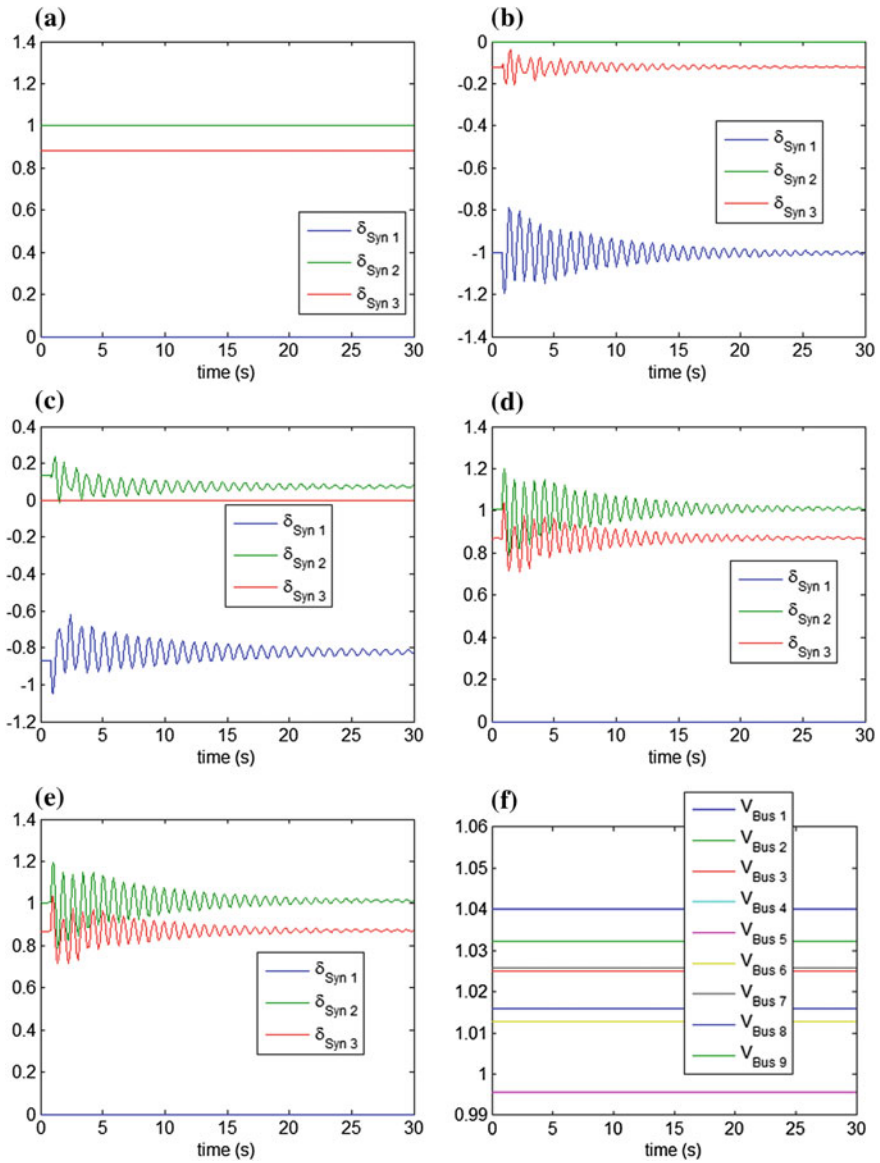 (a)
1.4
1.2
1
0.8
0.6
0.4
0.2
0
0 5 10 15 20 25 30
time (s)
δSyn 1
δSyn 2
δSyn 3
(b)
0
-0.2
-0.4
-0.6
-0.8
-1
-1.2
-1.4
0 5 10 15 20 25 30
time (s)
δSyn 1
δSyn 2
δSyn 3
(c)
0.4
0.2
0
-0.2
-0.4
-0.6
-0.8
-1
-1.2
0 5 10 15 20 25 30
time (s)
δSyn 1
δSyn 2
δSyn 3
(d)
1.4
1.2
1
0.8
0.6
0.4
0.2
0
0 5 10 15 20 25 30
time (s)
δSyn 1
δSyn 2
δSyn 3
(e)
1.4
1.2
1
0.8
0.6
0.4
0.2
0
0 5 10 15 20 25 30
time (s)
δSyn 1
δSyn 2
δSyn 3
(f)
1.06
1.05
1.04
1.03
1.02
1.01
1
0.99
0 5 10 15 20 25 30
time (s)
VBus 1
VBus 2
VBus 3
VBus 4
VBus 5
VBus 6
VBus 7
VBus 8
VBus 9